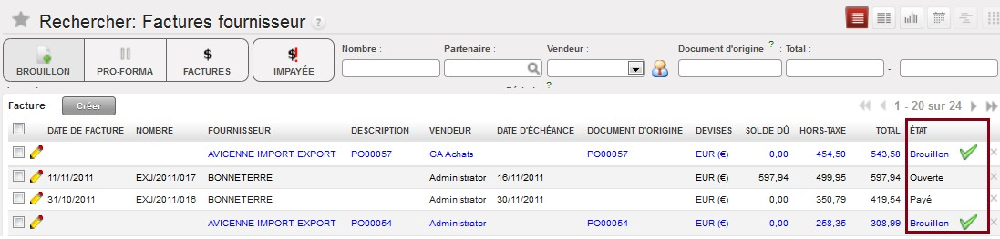 Rechercher: Factures fournisseur
Nombre : Partenaire : Vendeur : Document d'origine ? : Total :
BROUILLON PRO-FORMA FACTURES IMPAYÉE
-
?
Facture Créer 1 - 20 sur 24
DATE DE FACTURE NOMBRE FOURNISSEUR DESCRIPTION VENDEUR DATE D'ÉCHÉANCE DOCUMENT D'ORIGINE DEVISES SOLDE DÛ HORS-TAXE TOTAL ÉTAT
AVICENNE IMPORT EXPORT PO00057 GA Achats PO00057 EUR (€) 0,00 454,50 543,58 Brouillon
11/11/2011 EXJ/2011/017 BONNETERRE Administrator 16/11/2011 EUR (€) 597,94 499,95 597,94 Ouverte
31/10/2011 EXJ/2011/016 BONNETERRE Administrator 30/11/2011 EUR (€) 0,00 350,79 419,54 Payé
AVICENNE IMPORT EXPORT PO00054 Administrator PO00054 EUR (€) 0,00 258,35 308,99 Brouillon